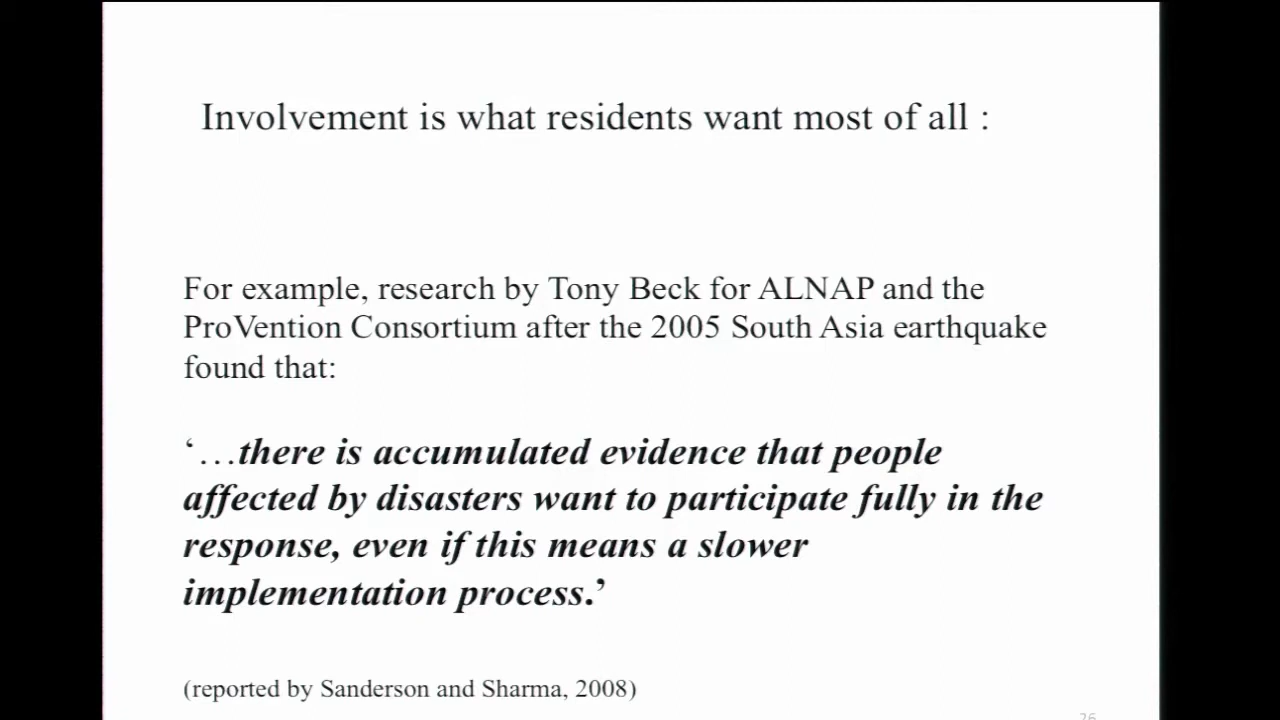 Involvement is what residents want most of all :
For example, research by Tony Beck for ALNAP and the
ProVention Consortium after the 2005 South Asia earthquake
found that:
‘…there is accumulated evidence that people
affected by disasters want to participate fully in the
response, even if this means a slower
implementation process.’
(reported by Sanderson and Sharma, 2008)